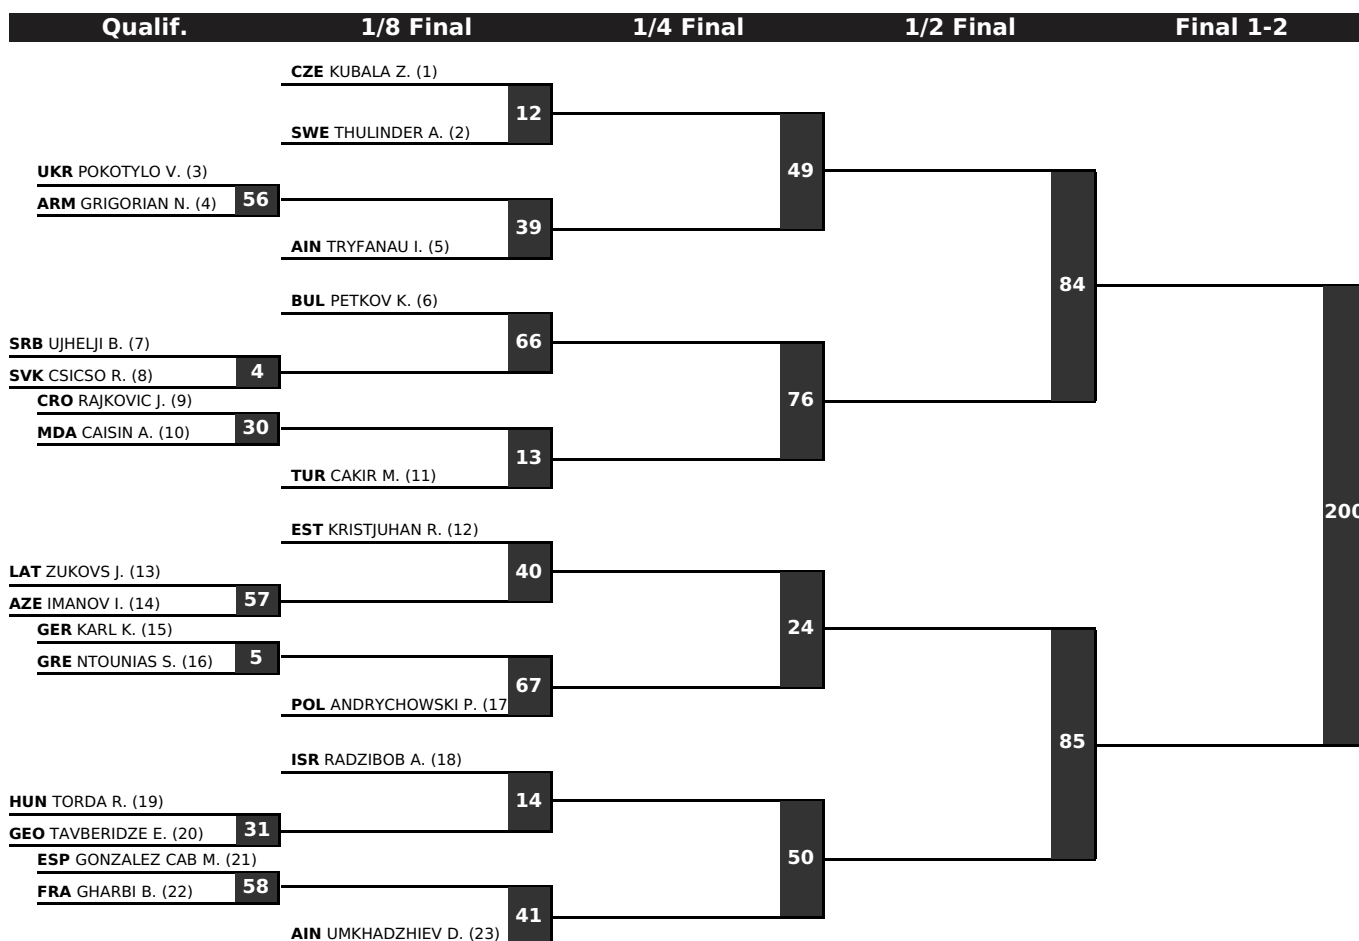 Qualif. 1/8 Final 1/4 Final 1/2 Final Final 1-2
CZE KUBALA Z. (1)
12
SWE THULINDER A. (2)
UKR POKOTYLO V. (3)
49
ARM GRIGORIAN N. (4) 56
39
AIN TRYFANAU I. (5)
84
BUL PETKOV K. (6)
66
SRB UJHELJI B. (7)
SVK CSICSO R. (8) 4
CRO RAJKOVIC J. (9)
76
MDA CAISIN A. (10) 30
13
TUR CAKIR M. (11)
200
EST KRISTJUHAN R. (12)
40
LAT ZUKOVS J. (13)
AZE IMANOV I. (14) 57
GER KARL K. (15)
24
GRE NTOUNIAS S. (16) 5
67
POL ANDRYCHOWSKI P. (17
85
ISR RADZIBOB A. (18)
14
HUN TORDA R. (19)
GEO TAVBERIDZE E. (20) 31
ESP GONZALEZ CAB M. (21)
50
FRA GHARBI B. (22) 58
41
AIN UMKHADZHIEV D. (23)